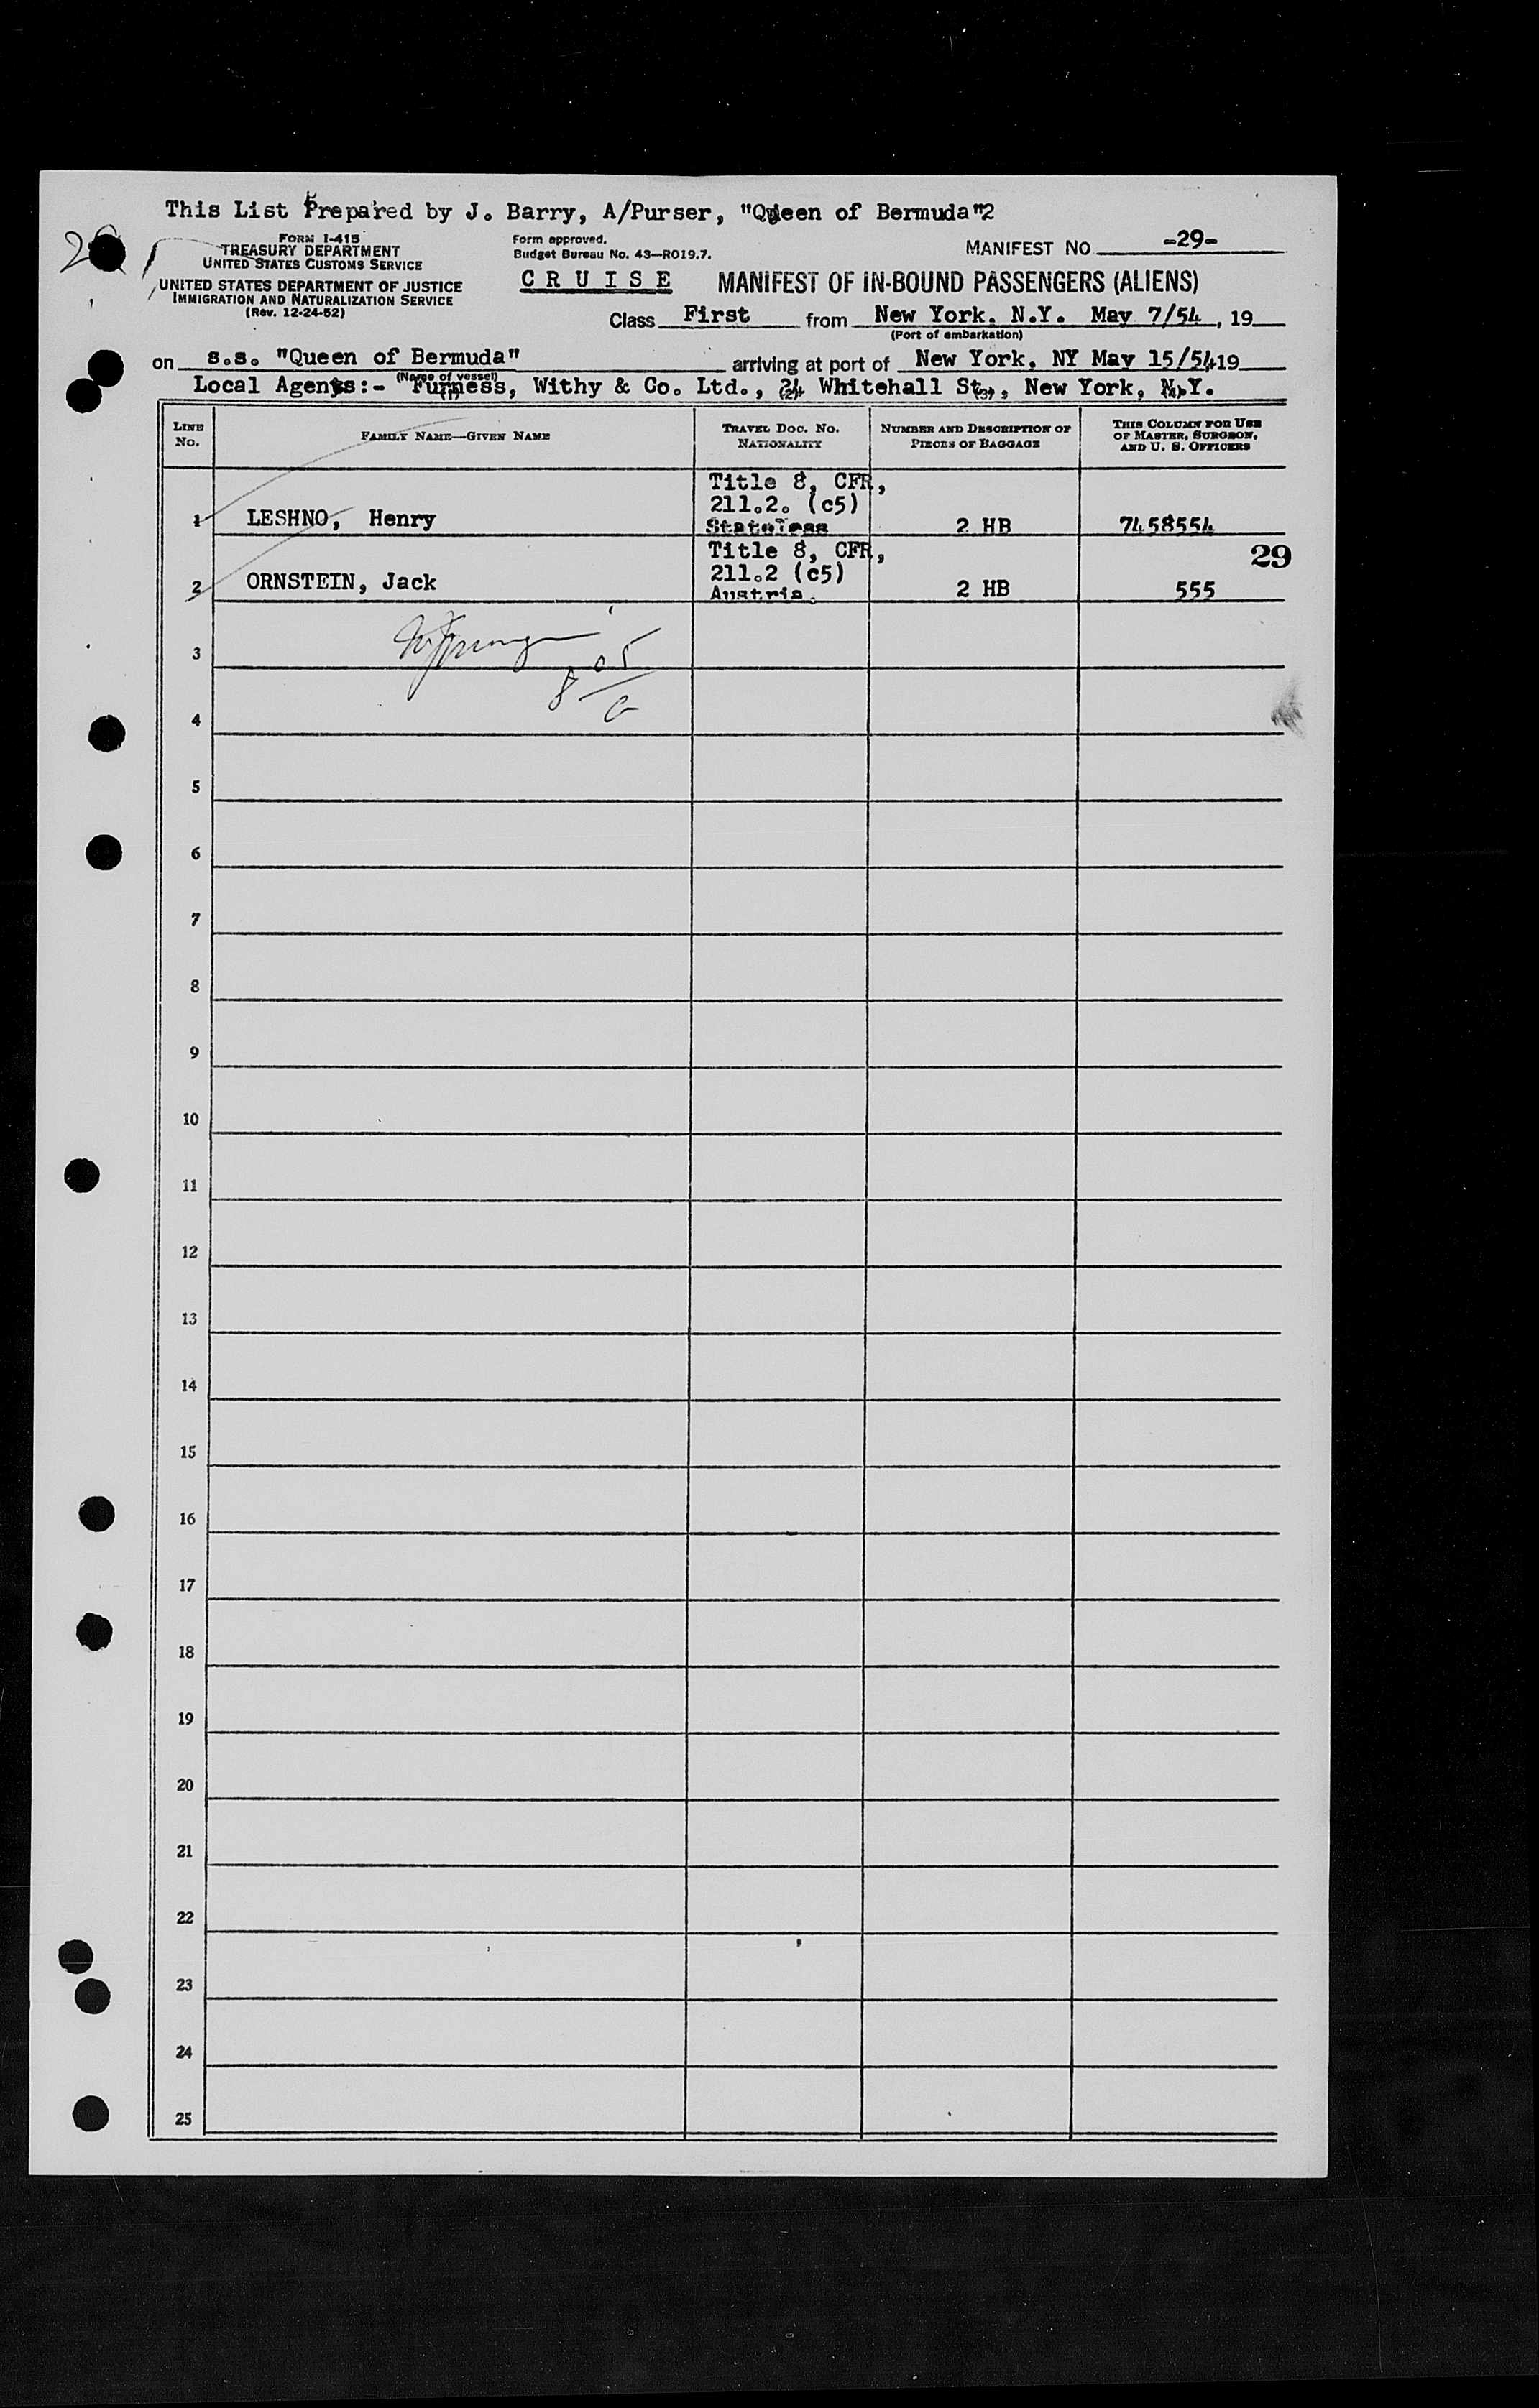 This List Prepared by J. Barry, A/Purser, "Queen of Bermuda"2
FORM I-415
TREASURY DEPARTMENT
UNITED STATES CUSTOMS SERVICE
UNITED STATES DEPARTMENT OF JUSTICE
IMMIGRATION AND NATURALIZATION SERVICE
(Rev. 12-24-52)
Form approved.
Budget Bureau No. 43—RO19.7.
MANIFEST NO. -29-
CRUISE MANIFEST OF IN-BOUND PASSENGERS (ALIENS)
Class First from New York. N.Y. May 7/54, 19
(Port of embarkation)
on s.s. "Queen of Bermuda" arriving at port of New York, NY May 15/54 19
(Name of vessel)
Local Agents:- Furness, Withy & Co. Ltd., 34 Whitehall St., New York, N.Y.
(1) (2) (3) (4)
LINE No. FAMILY NAME—GIVEN NAME TRAVEL DOC. NO. NATIONALITY NUMBER AND DESCRIPTION OF PIECES OF BAGGAGE THIS COLUMN FOR USE OF MASTER, SURGEON, AND U. S. OFFICERS
Title 8, CFR,
211.2. (c5)
1 LESHNO, Henry Stateless 2 HB 7458554
Title 8, CFR, 29
211.2 (c5)
2 ORNSTEIN, Jack Austria. 2 HB 555
3
4
5
6
7
8
9
10
11
12
13
14
15
16
17
18
19
20
21
22
23
24
25